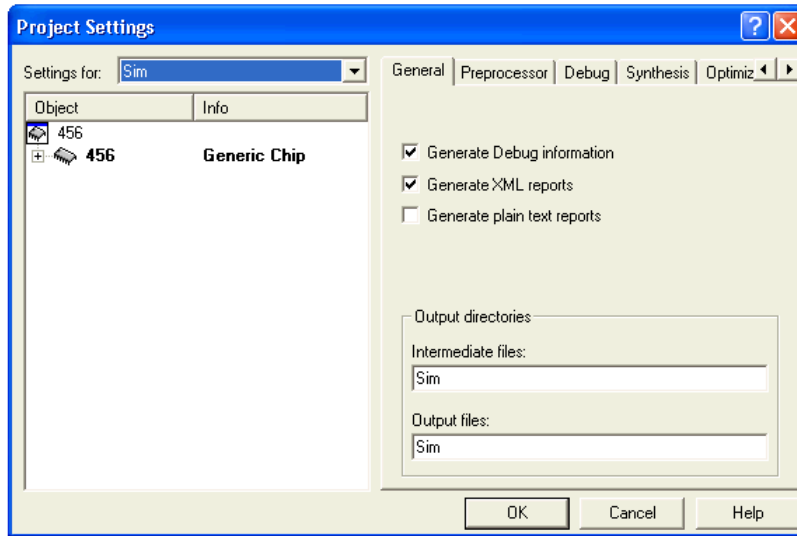 Project Settings
Settings for: Sim
Object Info
456
456 Generic Chip
General Preprocessor Debug Synthesis Optimiz
Generate Debug information
Generate XML reports
Generate plain text reports
Output directories
Intermediate files:
Sim
Output files:
Sim
OK Cancel Help